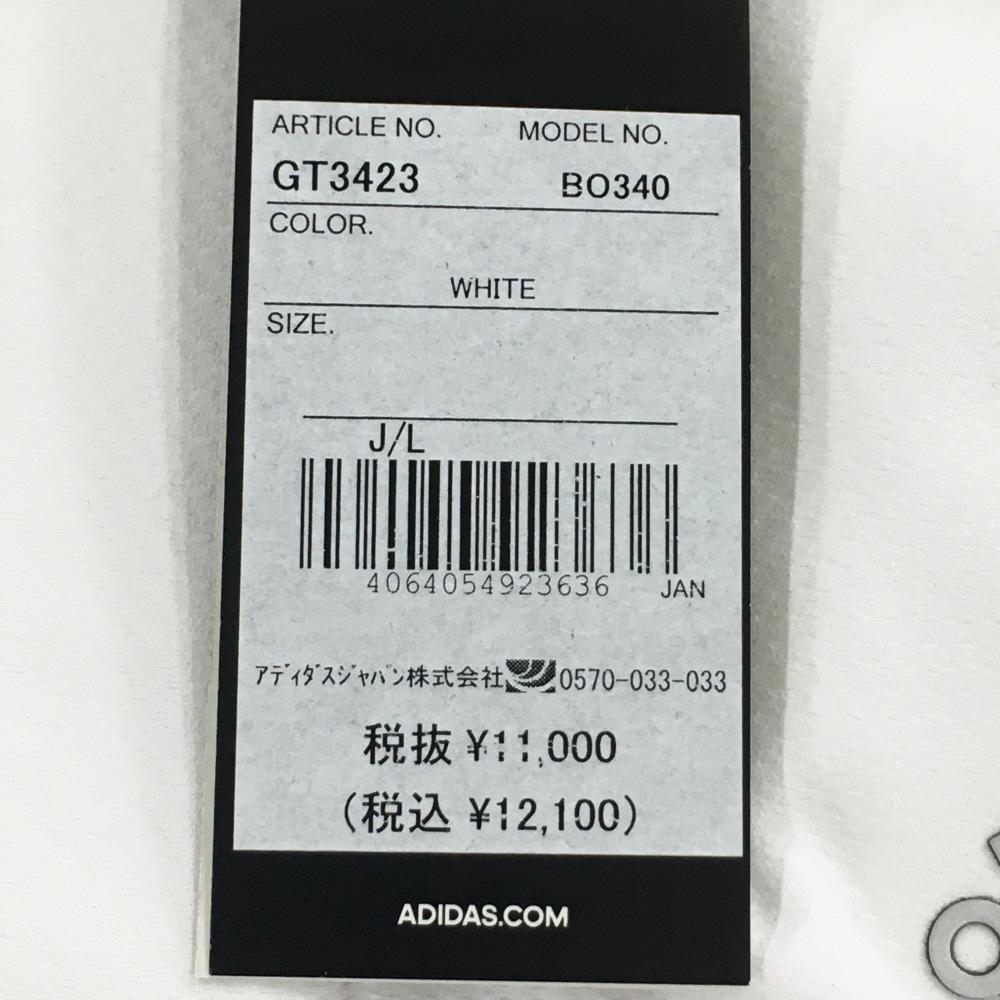 ARTICLE NO. MODEL NO.
GT3423 BO340
COLOR.
WHITE
SIZE.
J/L
4064054923636 JAN
アディダスジャパン株式会社 0570-033-033
税抜 ¥11,000
(税込 ¥12,100)
ADIDAS.COM